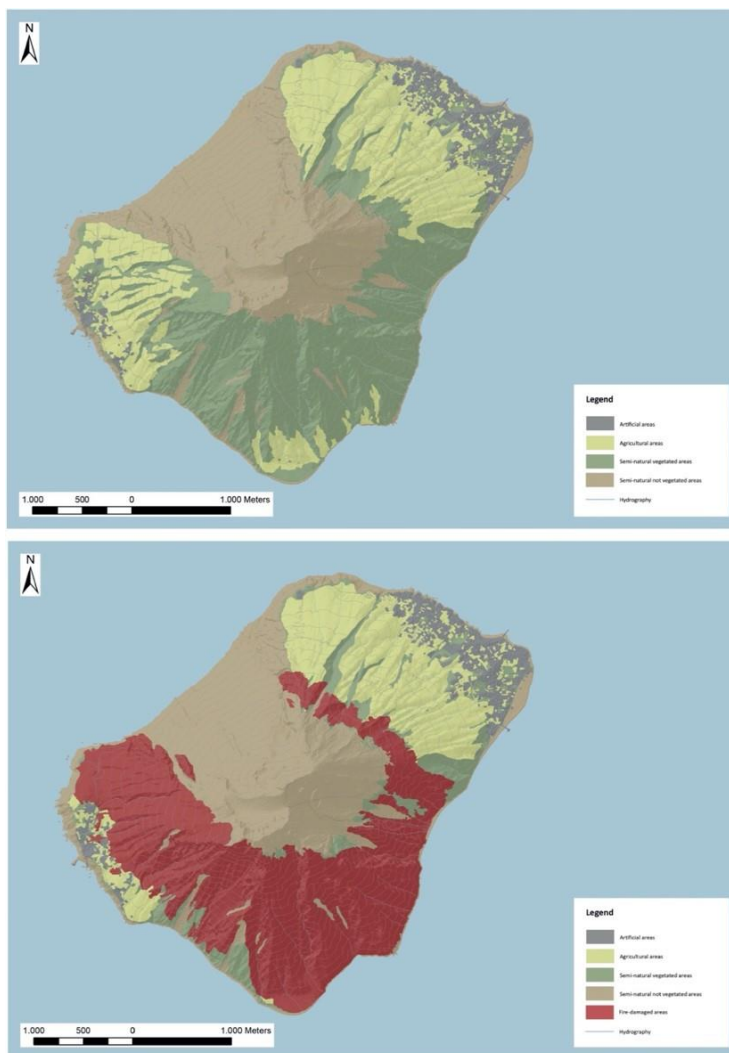 N
Legend
Artificial areas
Agricultural areas
Semi-natural vegetated areas
Semi-natural not vegetated areas
Hydrography
1.000 500 0 1.000 Meters
N
Legend
Artificial areas
Agricultural areas
Semi-natural vegetated areas
Semi-natural not vegetated areas
Fire-damaged areas
Hydrography
1.000 500 0 1.000 Meters